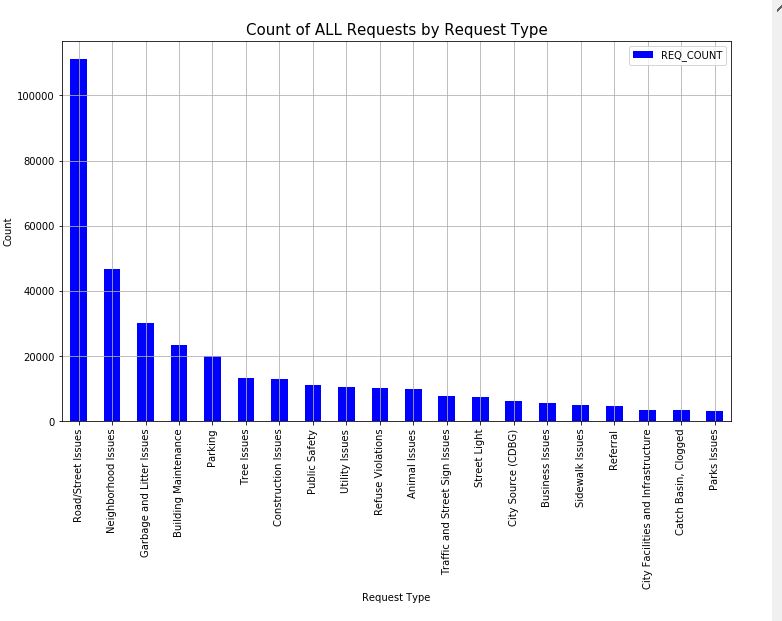 Count of ALL Requests by Request Type
REQ_COUNT
100000
80000
60000
40000
20000
0
Count
Road/Street Issues
Neighborhood Issues
Garbage and Litter Issues
Building Maintenance
Parking
Tree Issues
Construction Issues
Public Safety
Utility Issues
Refuse Violations
Animal Issues
Traffic and Street Sign Issues
Street Light
City Source (CDBG)
Business Issues
Sidewalk Issues
Referral
City Facilities and Infrastructure
Catch Basin, Clogged
Parks Issues
Request Type